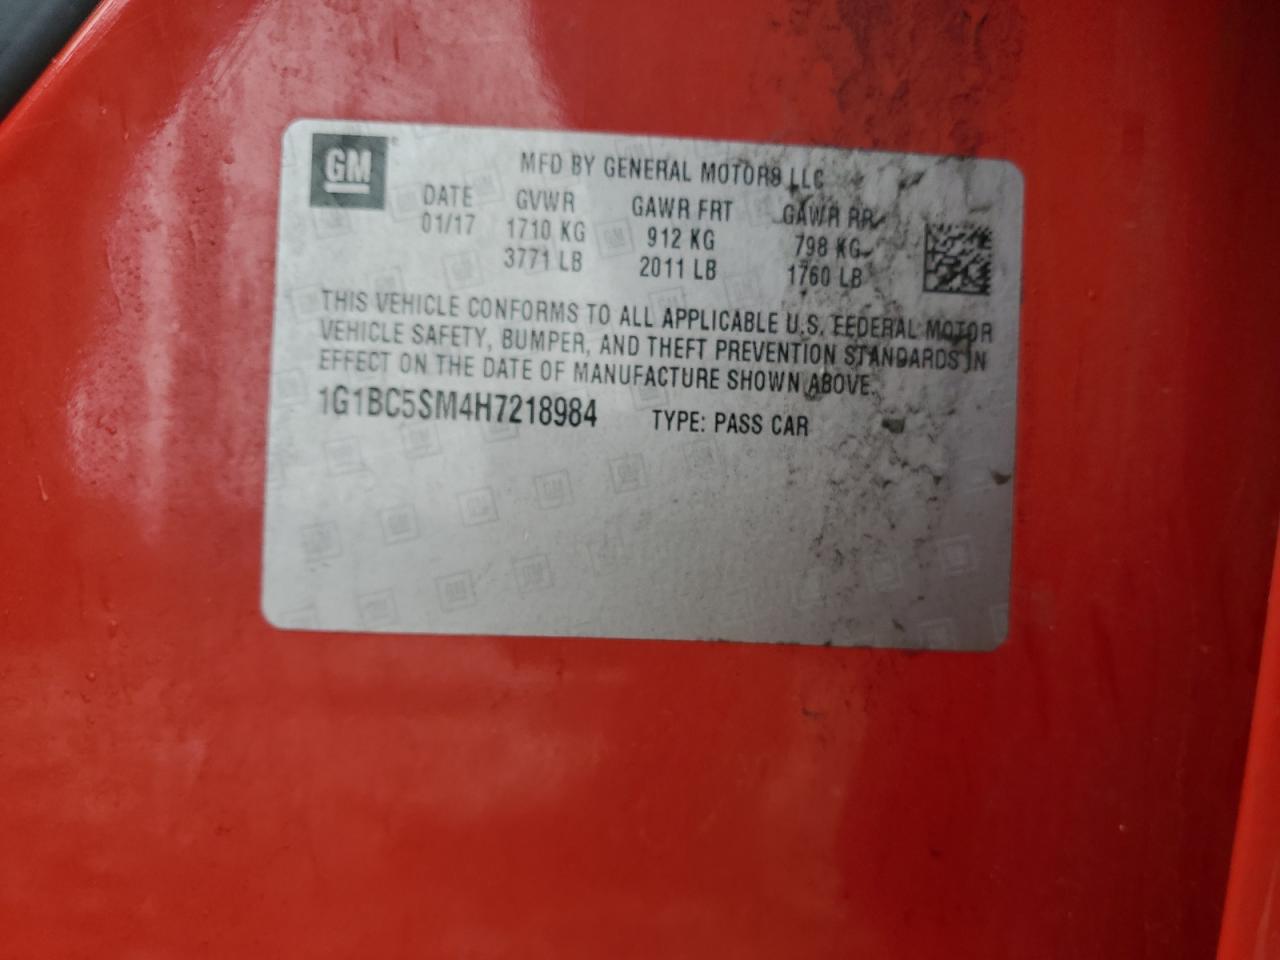 GM
MFD BY GENERAL MOTORS LLC
DATE GVWR GAWR FRT GAWR RR
01/17 1710 KG 912 KG 798 KG
3771 LB 2011 LB 1760 LB
THIS VEHICLE CONFORMS TO ALL APPLICABLE U.S. FEDERAL MOTOR
VEHICLE SAFETY, BUMPER, AND THEFT PREVENTION STANDARDS IN
EFFECT ON THE DATE OF MANUFACTURE SHOWN ABOVE.
1G1BC5SM4H7218984 TYPE: PASS CAR